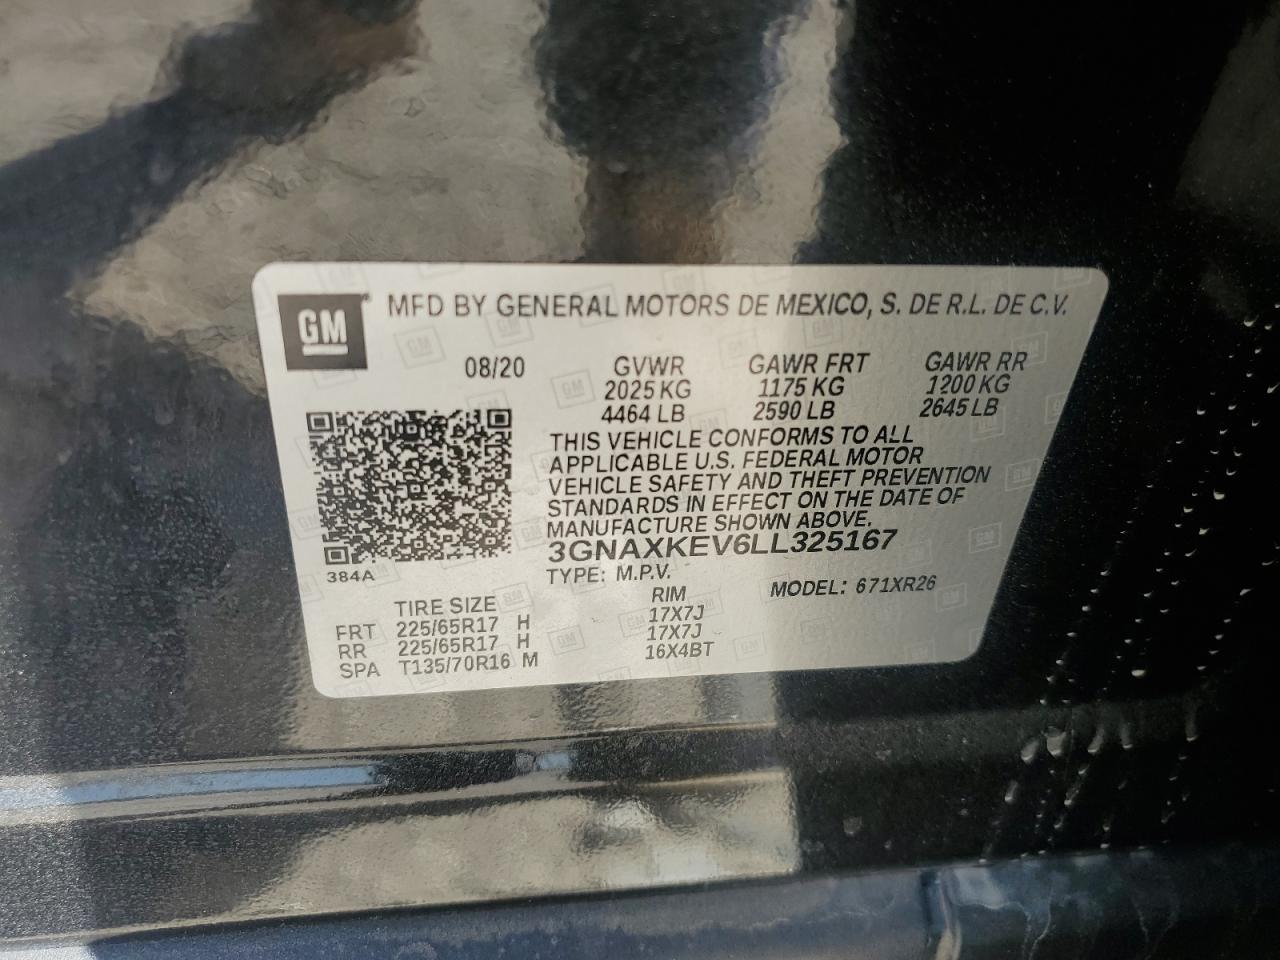 GM® MFD BY GENERAL MOTORS DE MEXICO, S. DE R.L. DE C.V.
08/20 GVWR GAWR FRT GAWR RR
2025 KG 1175 KG 1200 KG
4464 LB 2590 LB 2645 LB
THIS VEHICLE CONFORMS TO ALL
APPLICABLE U.S. FEDERAL MOTOR
VEHICLE SAFETY AND THEFT PREVENTION
STANDARDS IN EFFECT ON THE DATE OF
MANUFACTURE SHOWN ABOVE.
3GNAXKEV6LL325167
384A TYPE: M.P.V. MODEL: 671XR26
TIRE SIZE RIM
FRT 225/65R17 H 17X7J
RR 225/65R17 H 17X7J
SPA T135/70R16 M 16X4BT